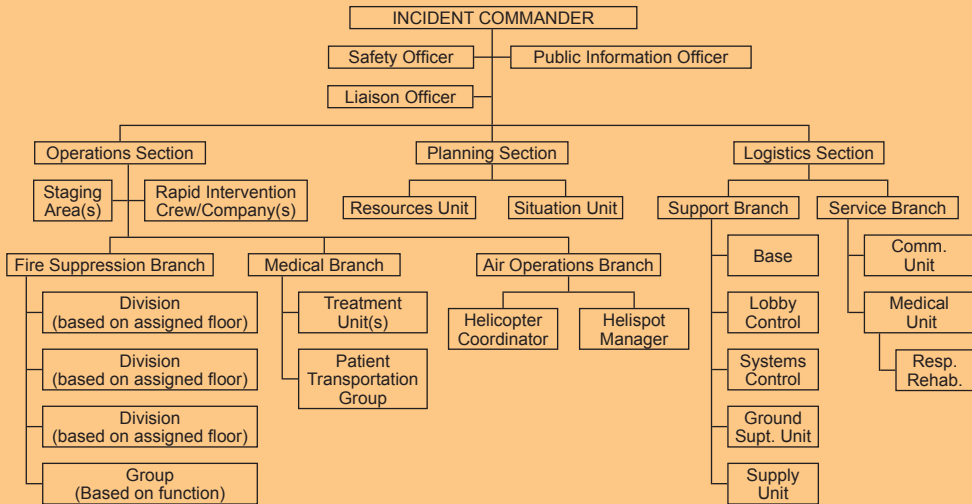 INCIDENT COMMANDER
Safety Officer
Public Information Officer
Liaison Officer
Operations Section
Planning Section
Logistics Section
Staging
Area(s)
Rapid Intervention
Crew/Company(s)
Resources Unit
Situation Unit
Support Branch
Service Branch
Fire Suppression Branch
Medical Branch
Air Operations Branch
Base
Comm.
Unit
Division
(based on assigned floor)
Treatment
Unit(s)
Helicopter
Coordinator
Helispot
Manager
Lobby
Control
Medical
Unit
Division
(based on assigned floor)
Patient
Transportation
Group
Systems
Control
Resp.
Rehab.
Division
(based on assigned floor)
Ground
Supt. Unit
Group
(Based on function)
Supply
Unit